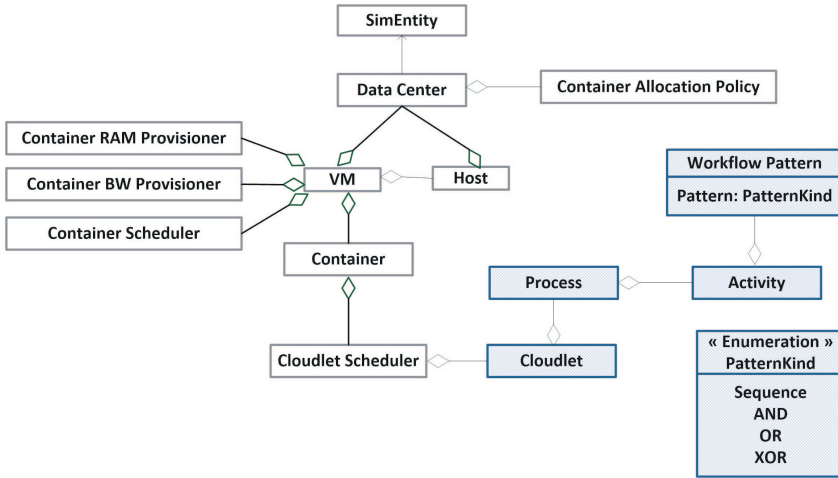 SimEntity
Data Center
Container Allocation Policy
Container RAM Provisioner
Container BW Provisioner
Container Scheduler
VM
Host
Workflow Pattern
Pattern: PatternKind
Container
Process
Activity
Cloudlet Scheduler
Cloudlet
« Enumeration »
PatternKind
Sequence
AND
OR
XOR